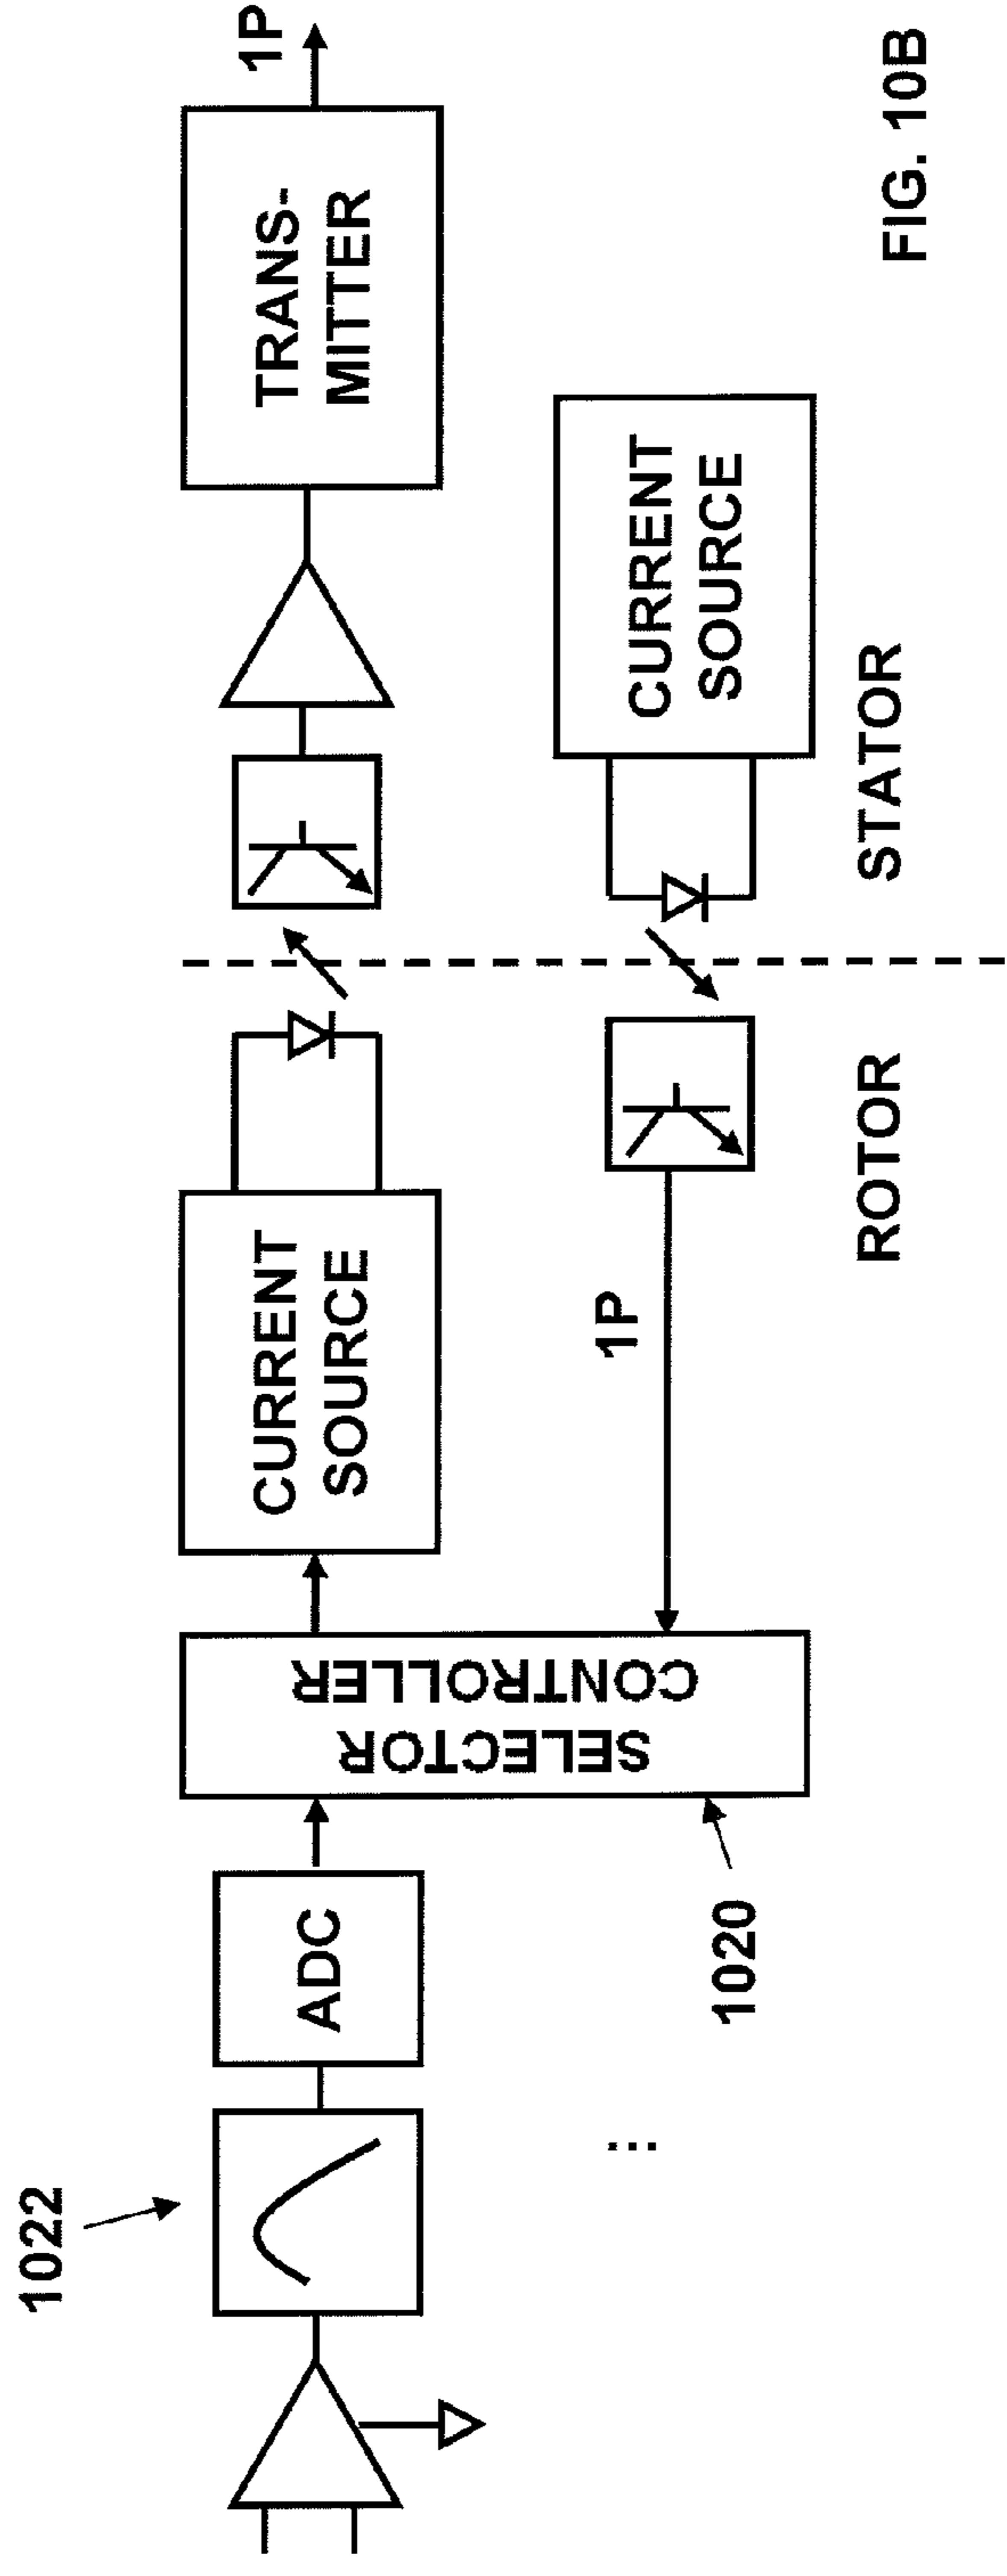 1022
ADC
1020
SELECTOR
CONTROLLER
CURRENT
SOURCE
1P
ROTOR
STATOR
CURRENT
SOURCE
TRANS-
MITTER
1P
FIG. 10B
...